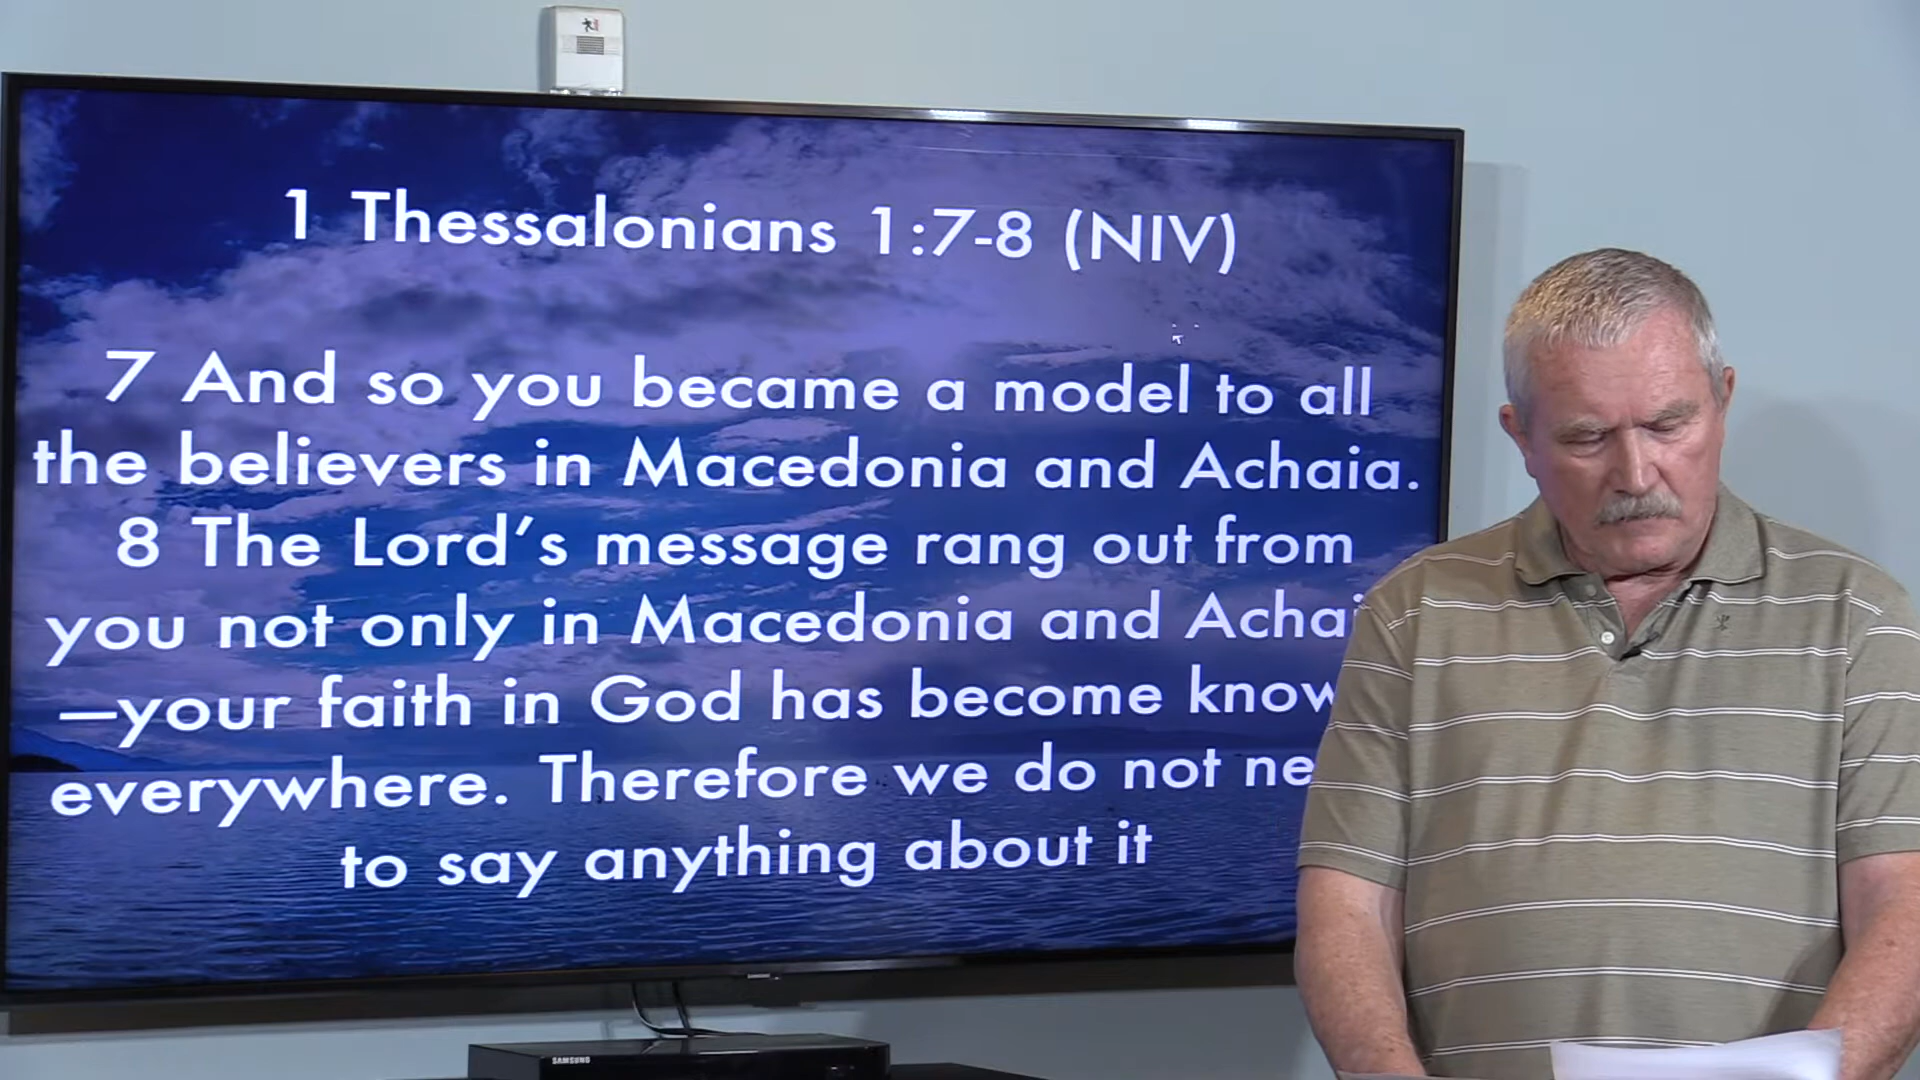 1 Thessalonians 1:7-8 (NIV)
7 And so you became a model to all
the believers in Macedonia and Achaia.
8 The Lord’s message rang out from
you not only in Macedonia and Achai
—your faith in God has become know
everywhere. Therefore we do not ne
to say anything about it
SAMSUNG
SAMSUNG